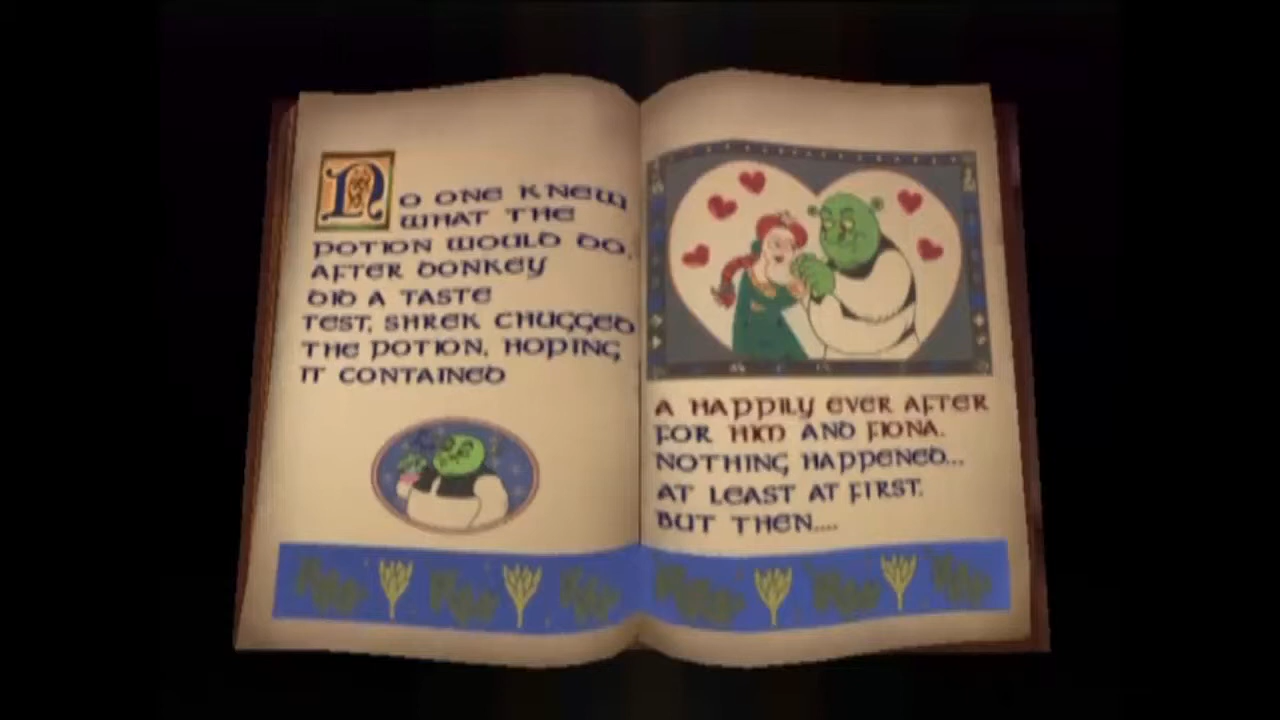 NO ONE KNEW
WHAT THE
POTION WOULD DO.
AFTER DONKEY
DID A TASTE
TEST, SHREK CHUGGED
THE POTION, HOPING
IT CONTAINED
A HAPPILY EVER AFTER
FOR HIM AND FIONA.
NOTHING HAPPENED...
AT LEAST AT FIRST.
BUT THEN....